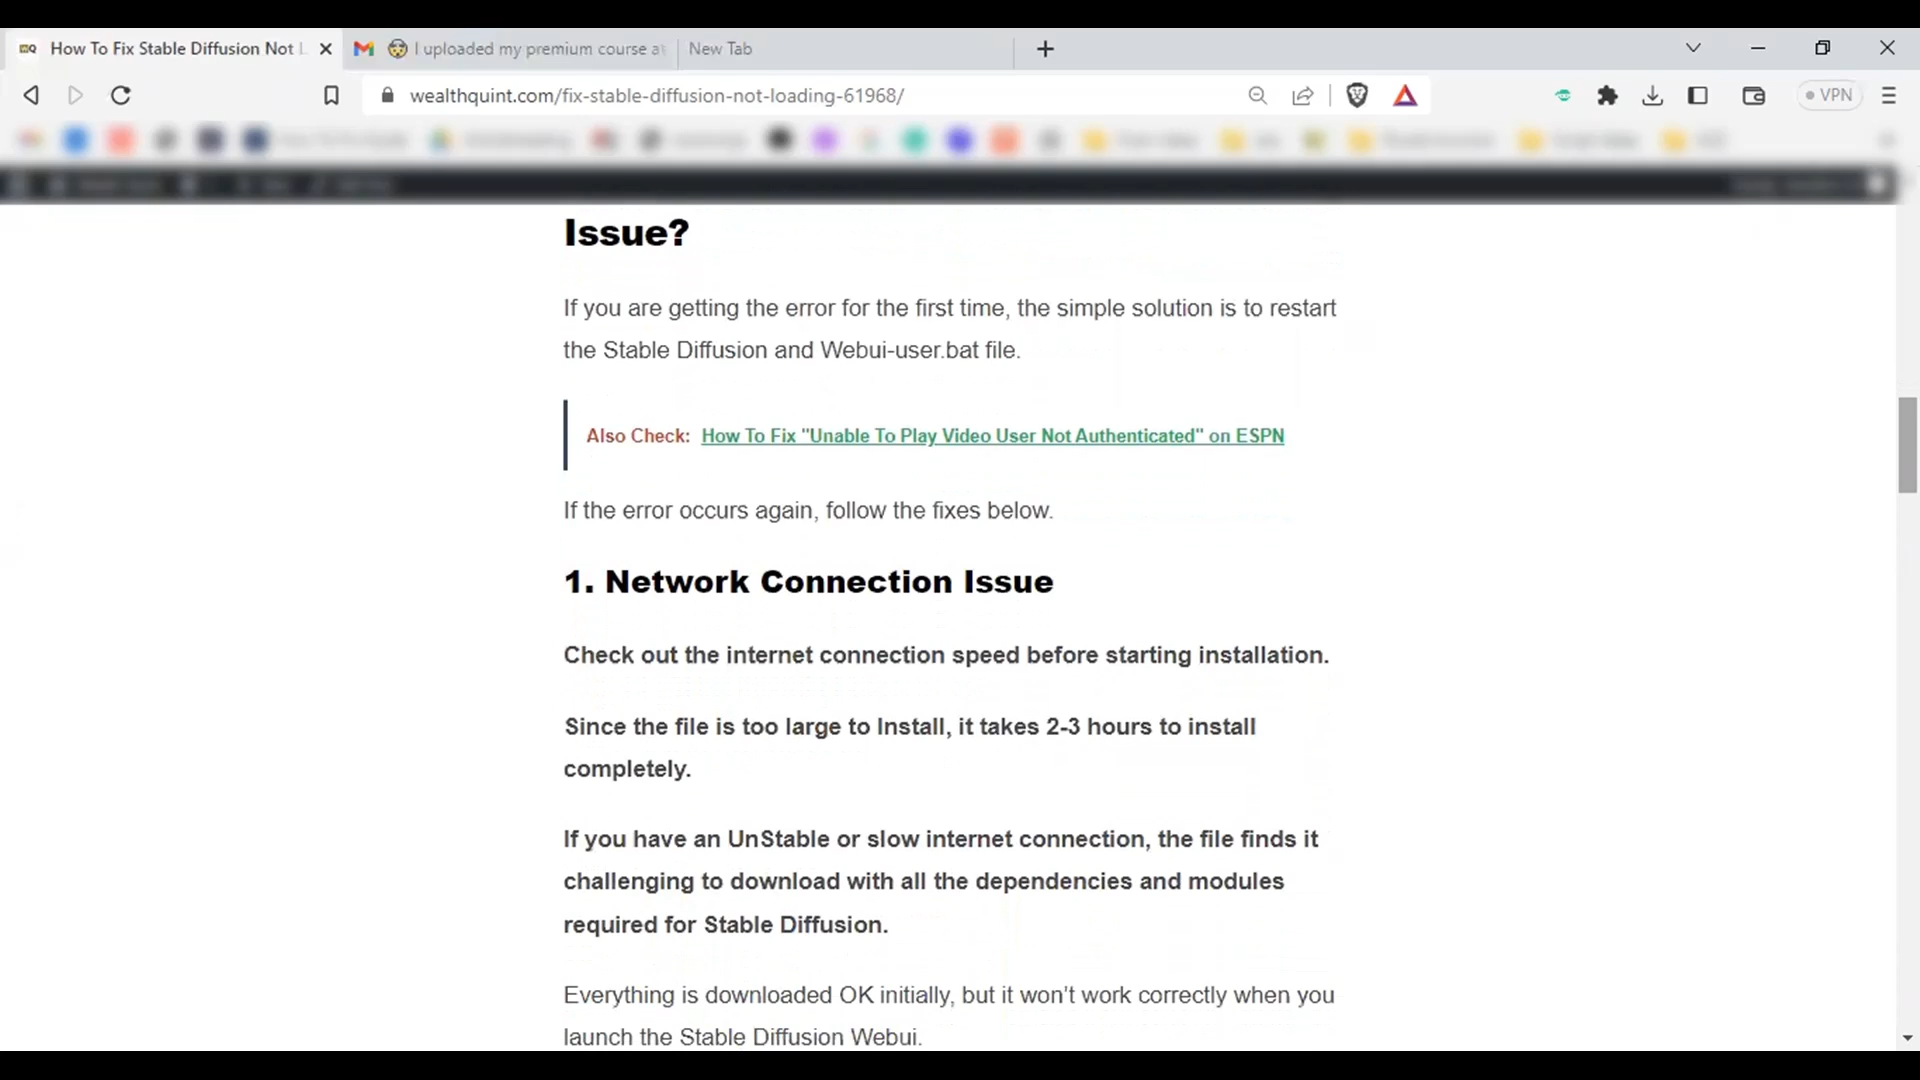 How To Fix Stable Diffusion Not L
I uploaded my premium course a
New Tab
wealthquint.com/fix-stable-diffusion-not-loading-61968/
VPN
Issue?
If you are getting the error for the first time, the simple solution is to restart
the Stable Diffusion and Webui-user.bat file.
Also Check: How To Fix "Unable To Play Video User Not Authenticated" on ESPN
If the error occurs again, follow the fixes below.
1. Network Connection Issue
Check out the internet connection speed before starting installation.
Since the file is too large to Install, it takes 2-3 hours to install
completely.
If you have an UnStable or slow internet connection, the file finds it
challenging to download with all the dependencies and modules
required for Stable Diffusion.
Everything is downloaded OK initially, but it won't work correctly when you
launch the Stable Diffusion Webui.